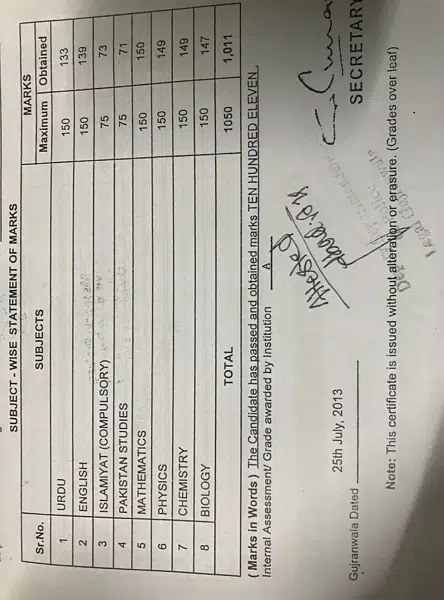 SUBJECT - WISE STATEMENT OF MARKS
Sr.No. SUBJECTS MARKS
Maximum Obtained
1 URDU 150 133
2 ENGLISH 150 139
3 ISLAMIYAT (COMPULSORY) 75 73
4 PAKISTAN STUDIES 75 71
5 MATHEMATICS 150 150
6 PHYSICS 150 149
7 CHEMISTRY 150 149
8 BIOLOGY 150 147
TOTAL 1050 1,011
( Marks In Words ) The Candidate has passed and obtained marks TEN HUNDRED ELEVEN.
Internal Assessment/ Grade awarded by Institution A
Attested
25th July, 2013
Gujranwala Dated
SECRETARY
Note: This certificate is issued without alteration or erasure. (Grades over leaf)